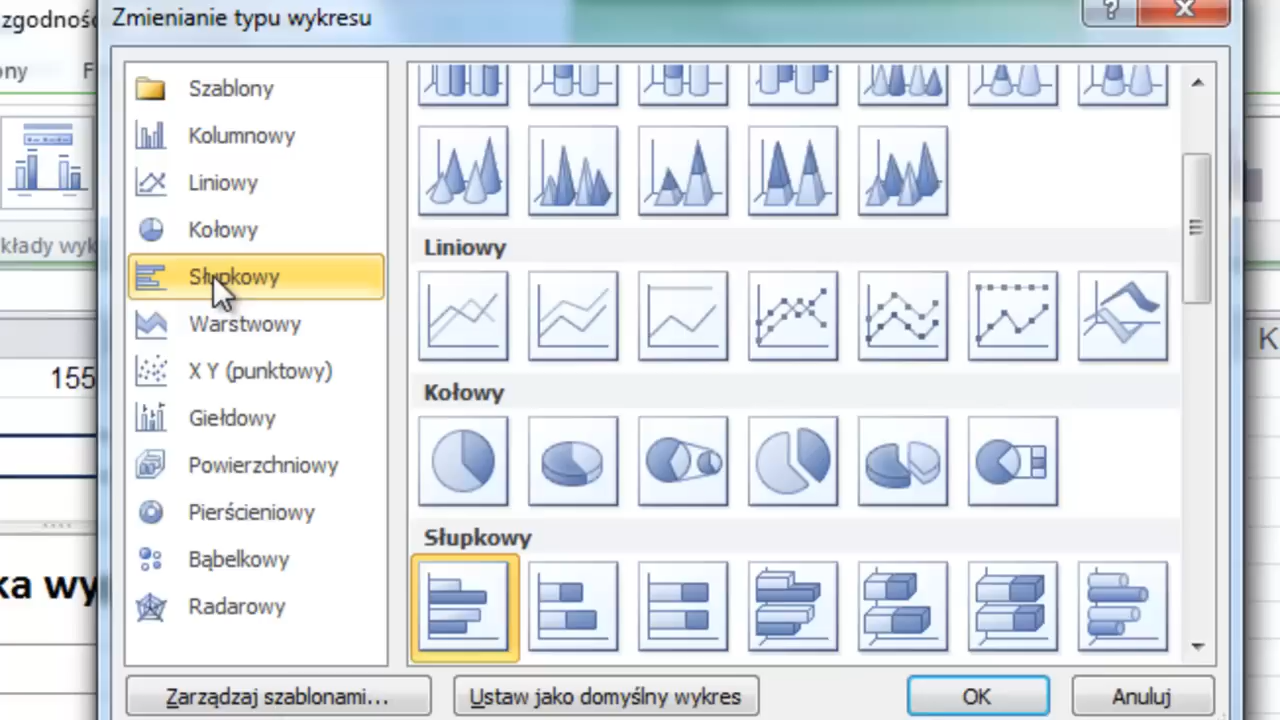 zgodnoś
Zmienianie typu wykresu
ony
F
Szablony
Kolumnowy
Liniowy
Kołowy
Słupkowy
Warstwowy
X Y (punktowy)
Giełdowy
Powierzchniowy
Pierścieniowy
Bąbelkowy
Radarowy
Liniowy
Kołowy
Słupkowy
kłady wyk
155
K
ka wy
Zarządzaj szablonami...
Ustaw jako domyślny wykres
OK
Anuluj